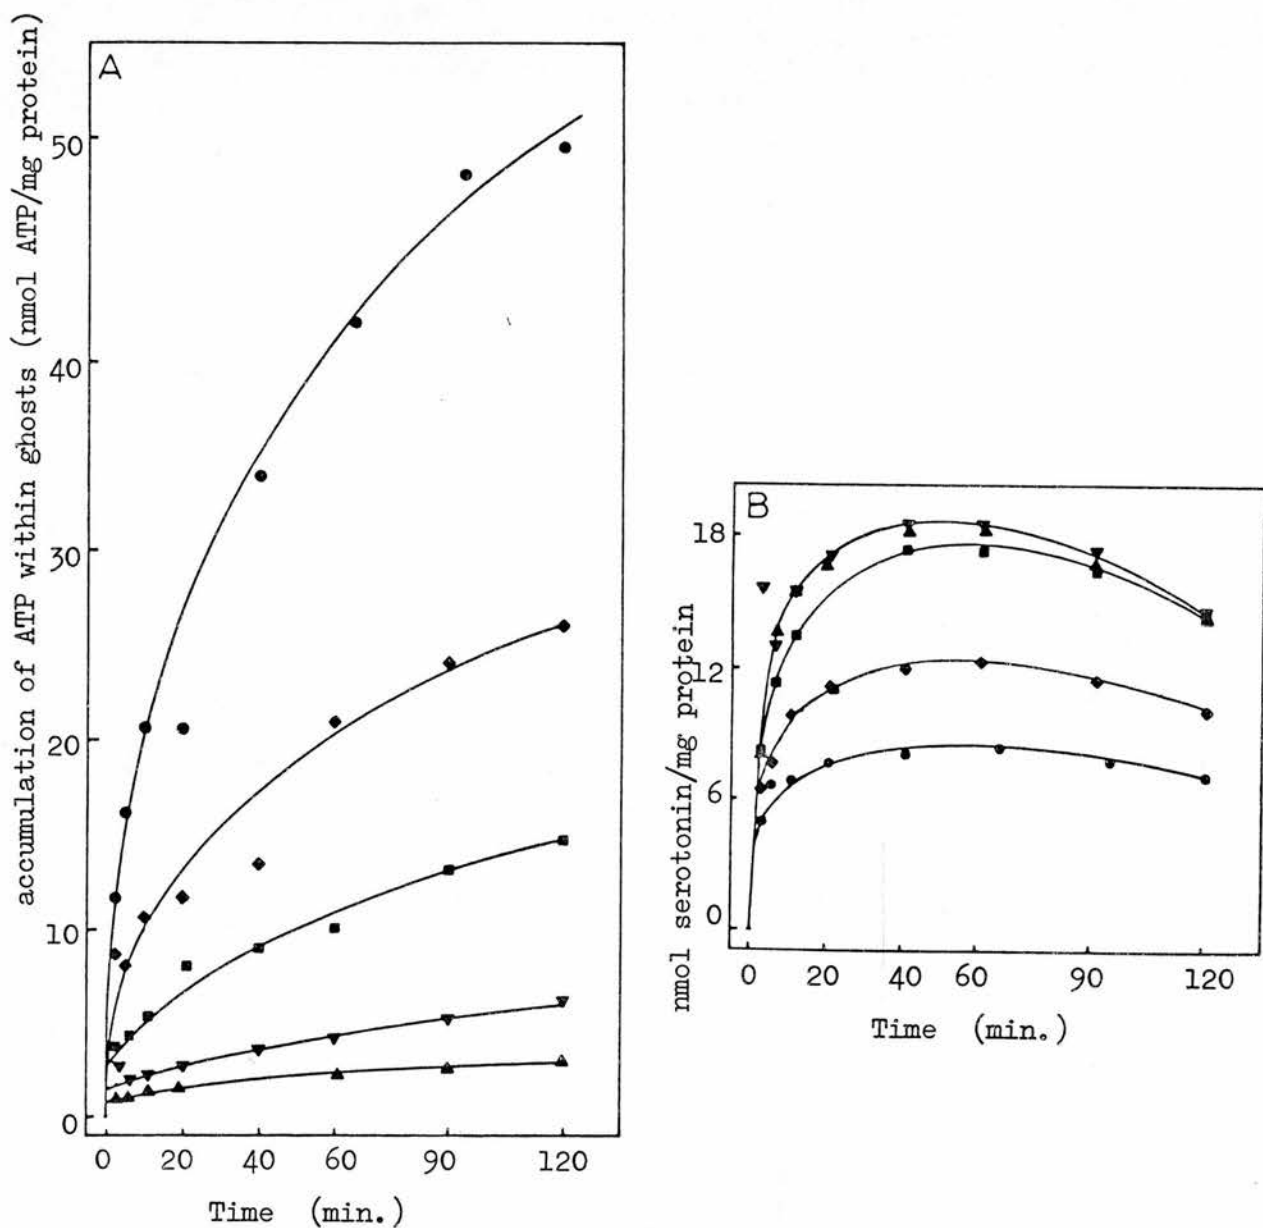 A
accumulation of ATP within ghosts (nmol ATP/mg protein)
50
40
30
20
10
0
0 20 40 60 90 120
Time (min.)
B
nmol serotonin/mg protein
18
12
6
0
0 20 40 60 90 120
Time (min.)